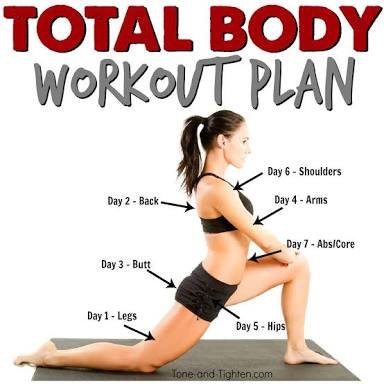 TOTAL BODY
WORKOUT PLAN
Day 6 - Shoulders
Day 2 - Back
Day 4 - Arms
Day 7 - Abs/Core
Day 3 - Butt
Day 1 - Legs
Day 5 - Hips
Tone-and-Tighten.com